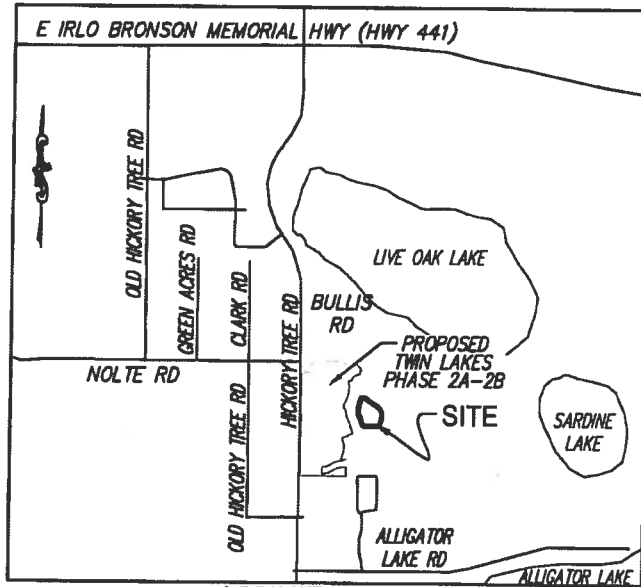 E IRLO BRONSON MEMORIAL HWY (HWY 441)
OLD HICKORY TREE RD
GREEN ACRES RD
CLARK RD
HICKORY TREE RD
LIVE OAK LAKE
BULLIS
RD
PROPOSED
TWIN LAKES
PHASE 2A-2B
NOLTE RD
SITE
SARDINE
LAKE
OLD HICKORY TREE RD
ALLIGATOR
LAKE RD
ALLIGATOR LAKE